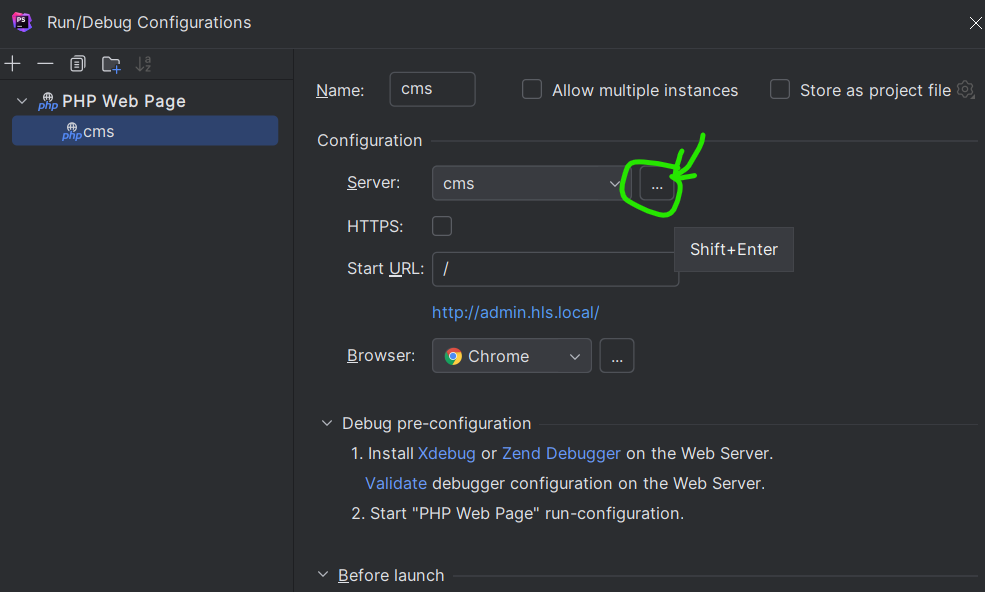 PS
Run/Debug Configurations
php PHP Web Page
php cms
Name: cms Allow multiple instances Store as project file
Configuration
Server: cms ...
HTTPS:
Shift+Enter
Start URL: /
http://admin.hls.local/
Browser: Chrome ...
Debug pre-configuration
1. Install Xdebug or Zend Debugger on the Web Server.
Validate debugger configuration on the Web Server.
2. Start "PHP Web Page" run-configuration.
Before launch